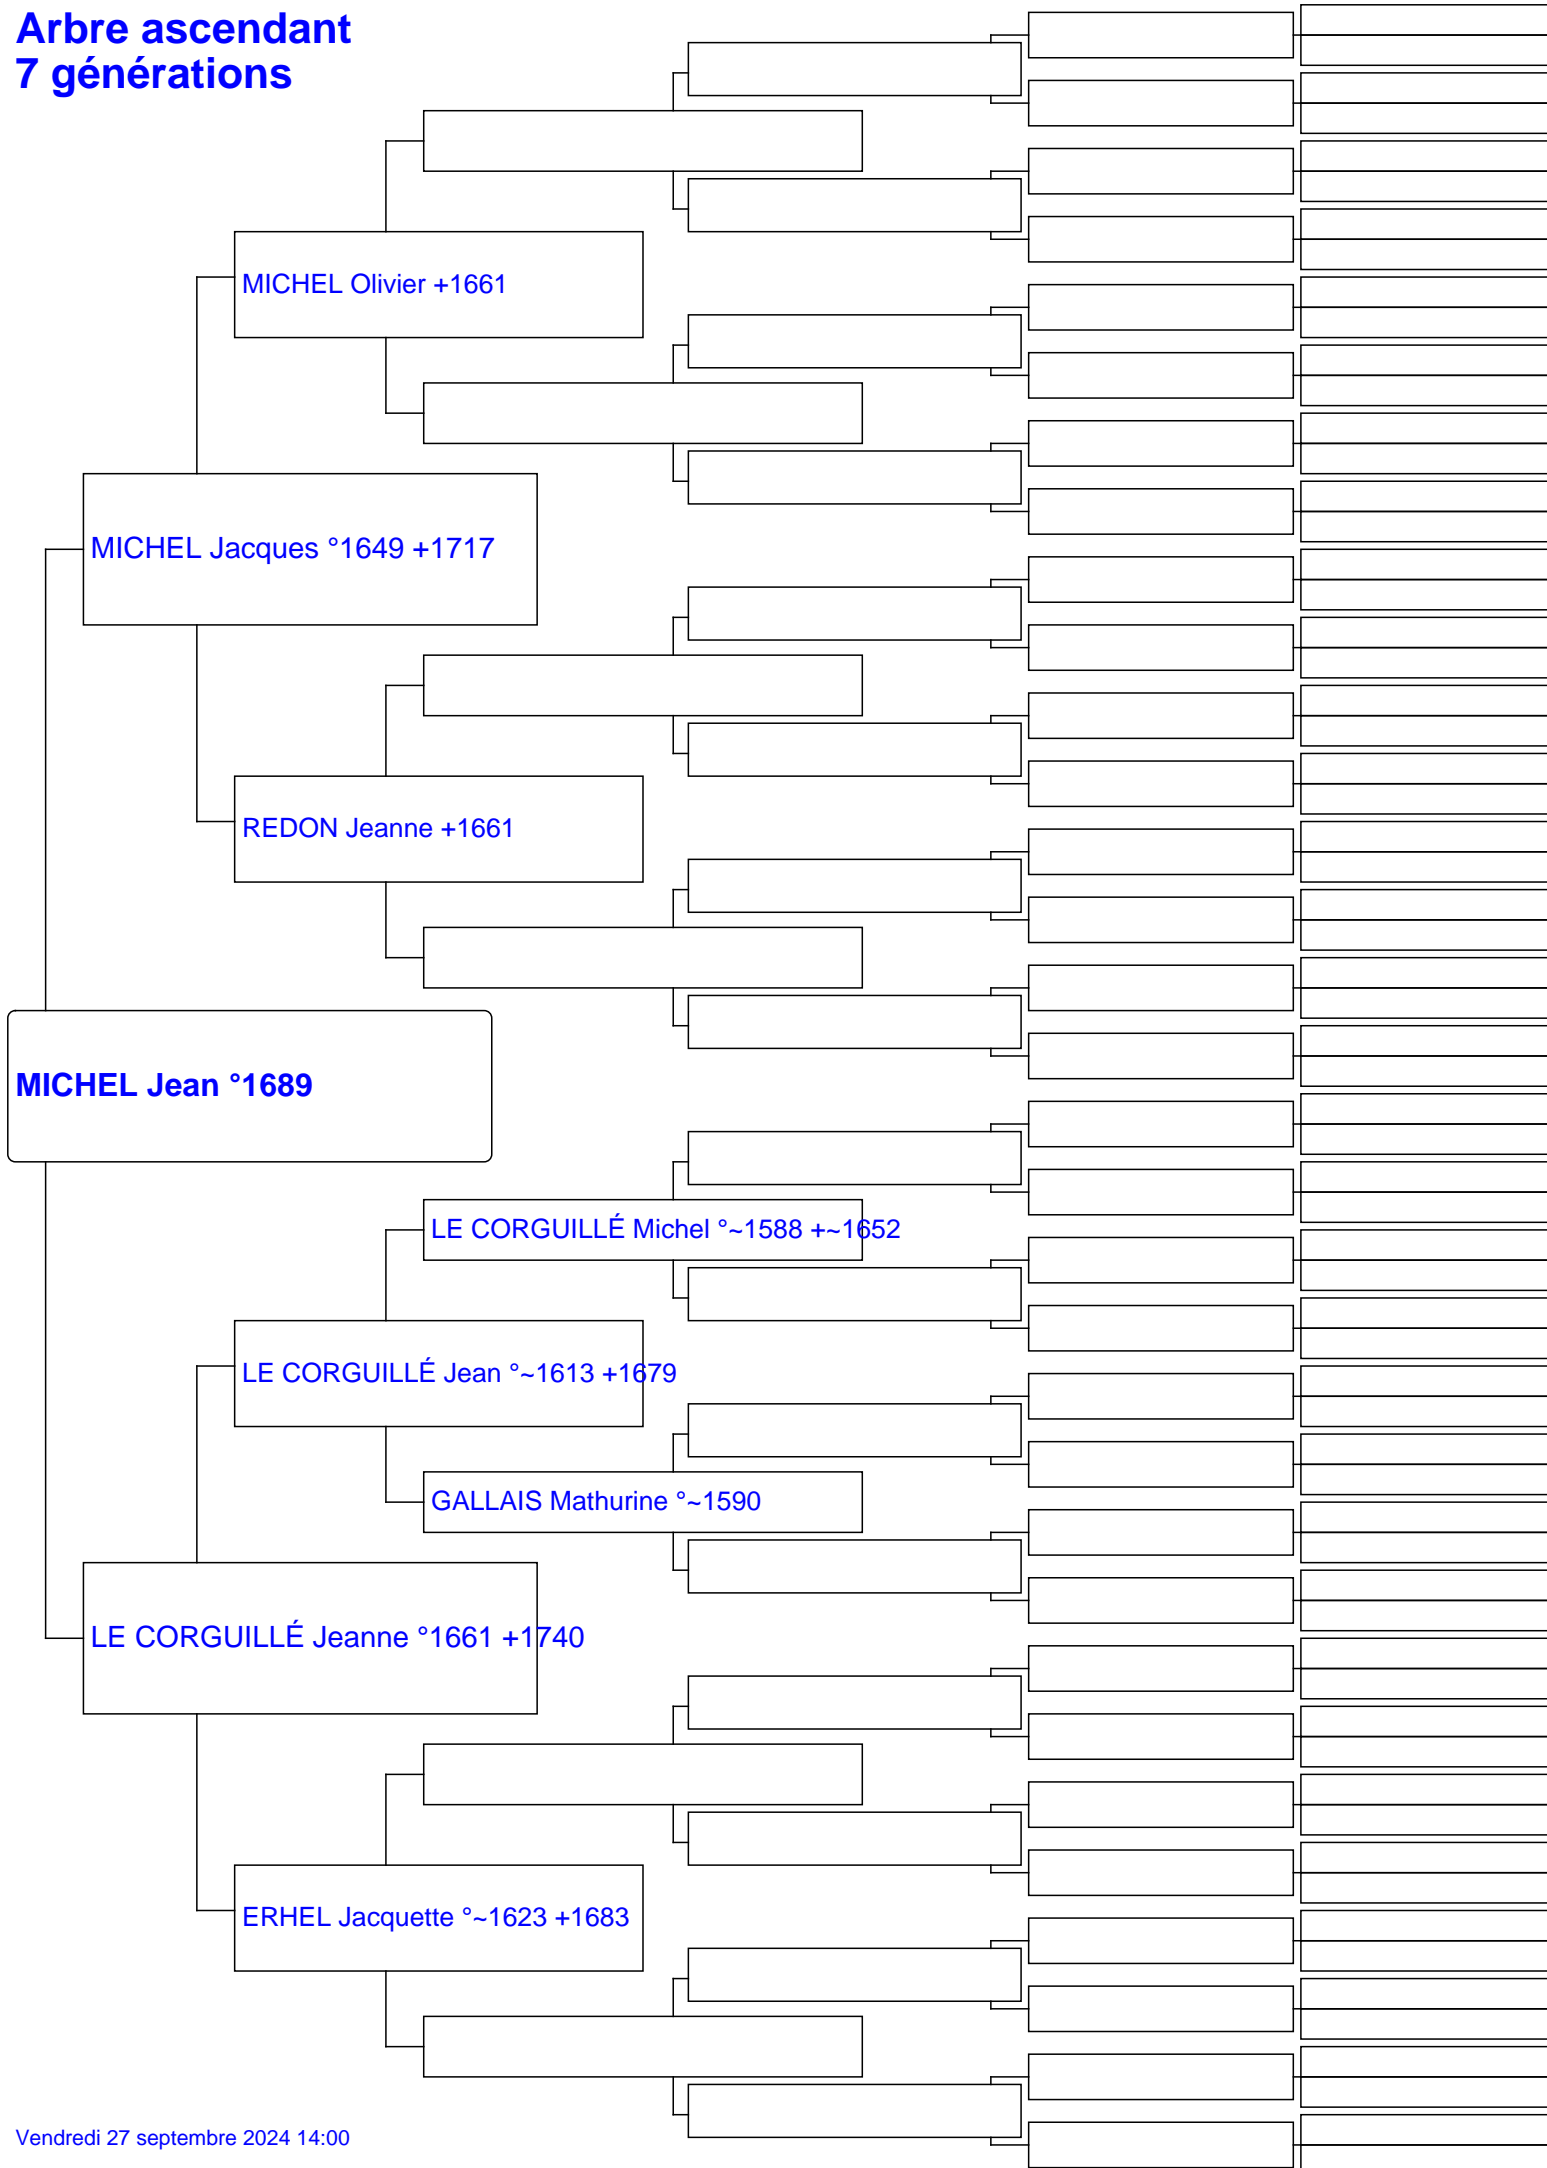 Arbre ascendant
7 générations
MICHEL Olivier +1661
MICHEL Jacques °1649 +1717
REDON Jeanne +1661
MICHEL Jean °1689
LE CORGUILLÉ Michel °~1588 +~1652
LE CORGUILLÉ Jean °~1613 +1679
GALLAIS Mathurine °~1590
LE CORGUILLÉ Jeanne °1661 +1740
ERHEL Jacquette °~1623 +1683
Vendredi 27 septembre 2024 14:00